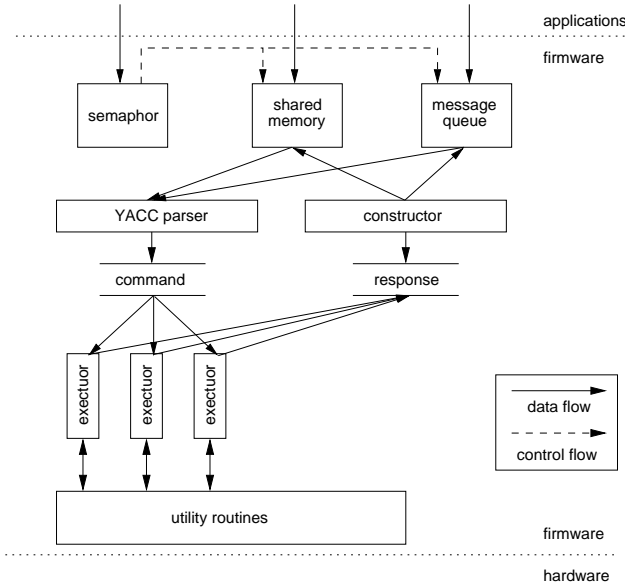 applications
firmware
semaphor
shared
memory
message
queue
YACC parser
constructor
command
response
exectuor
exectuor
exectuor
data flow
control flow
utility routines
firmware
hardware